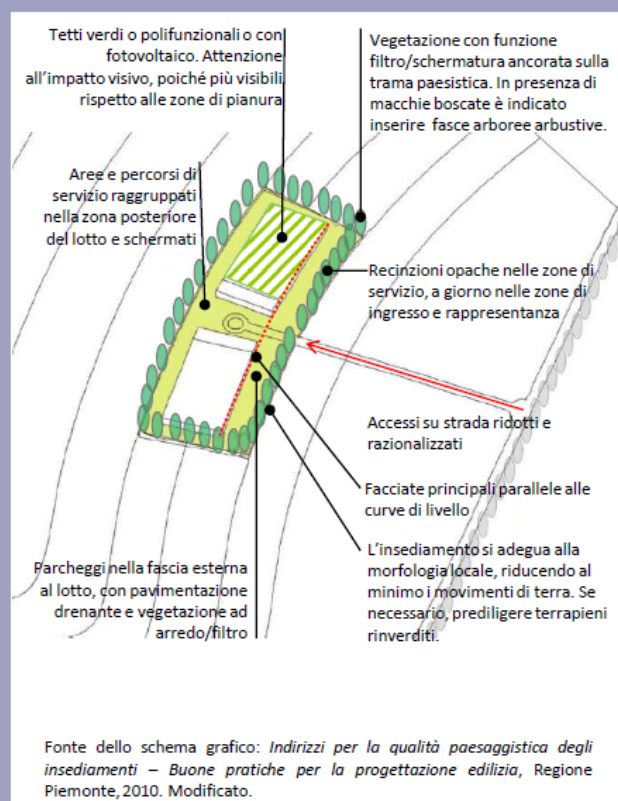 Tetti verdi o polifunzionali o con
fotovoltaico. Attenzione
all'impatto visivo, poiché più visibili
rispetto alle zone di pianura
Vegetazione con funzione
filtro/schermatura ancorata sulla
trama paesistica. In presenza di
macchie boscate è indicato
inserire fasce arboree arbustive.
Aree e percorsi di
servizio raggruppati
nella zona posteriore
del lotto e schermati
Recinzioni opache nelle zone di
servizio, a giorno nelle zone di
ingresso e rappresentanza
Accessi su strada ridotti e
razionalizzati
Facciate principali parallele alle
curve di livello
Parcheggi nella fascia esterna
al lotto, con pavimentazione
drenante e vegetazione ad
arredo/filtro
L'insediamento si adegua alla
morfologia locale, riducendo al
minimo i movimenti di terra. Se
necessario, prediligere terrapieni
rinverditi.
Fonte dello schema grafico: Indirizzi per la qualità paesaggistica degli
insediamenti – Buone pratiche per la progettazione edilizia, Regione
Piemonte, 2010. Modificato.